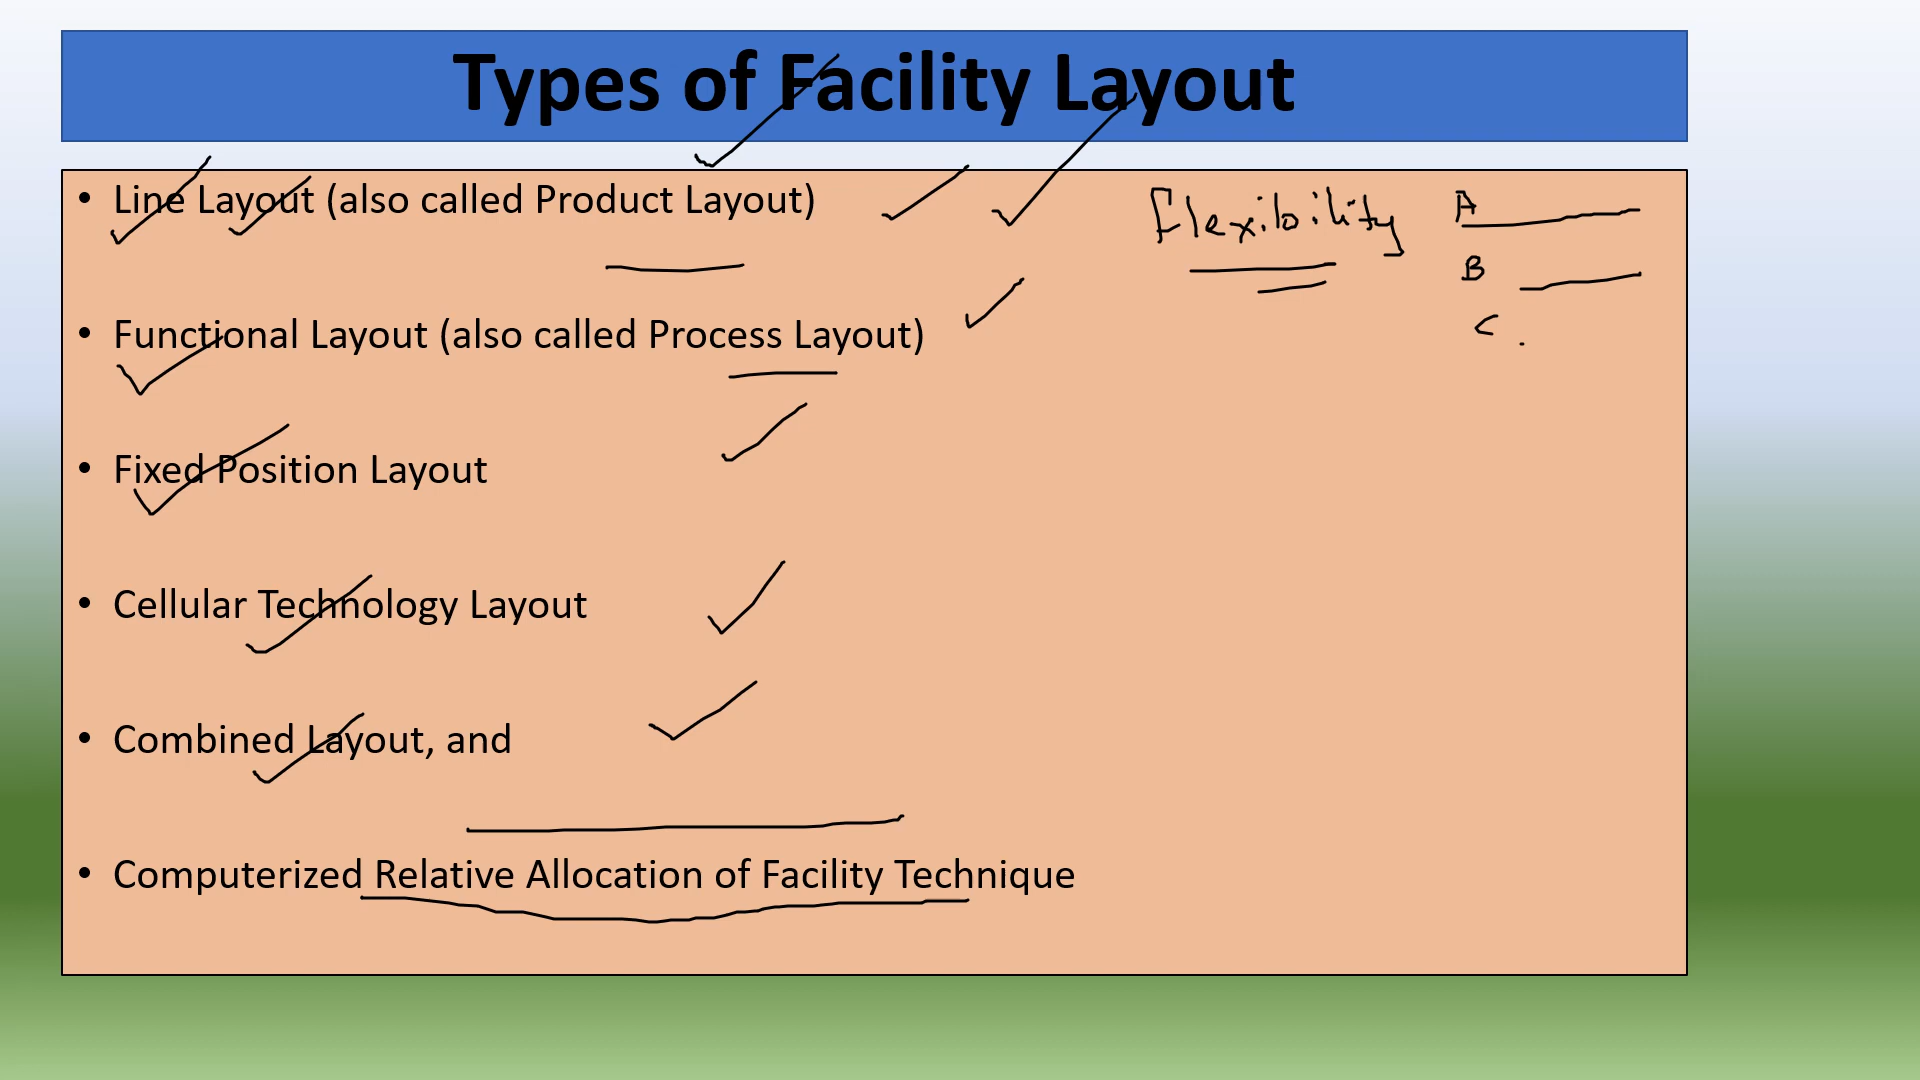 Types of Facility Layout
• Line Layout (also called Product Layout)
Flexibility
A
B
C
• Functional Layout (also called Process Layout)
• Fixed Position Layout
• Cellular Technology Layout
• Combined Layout, and
• Computerized Relative Allocation of Facility Technique